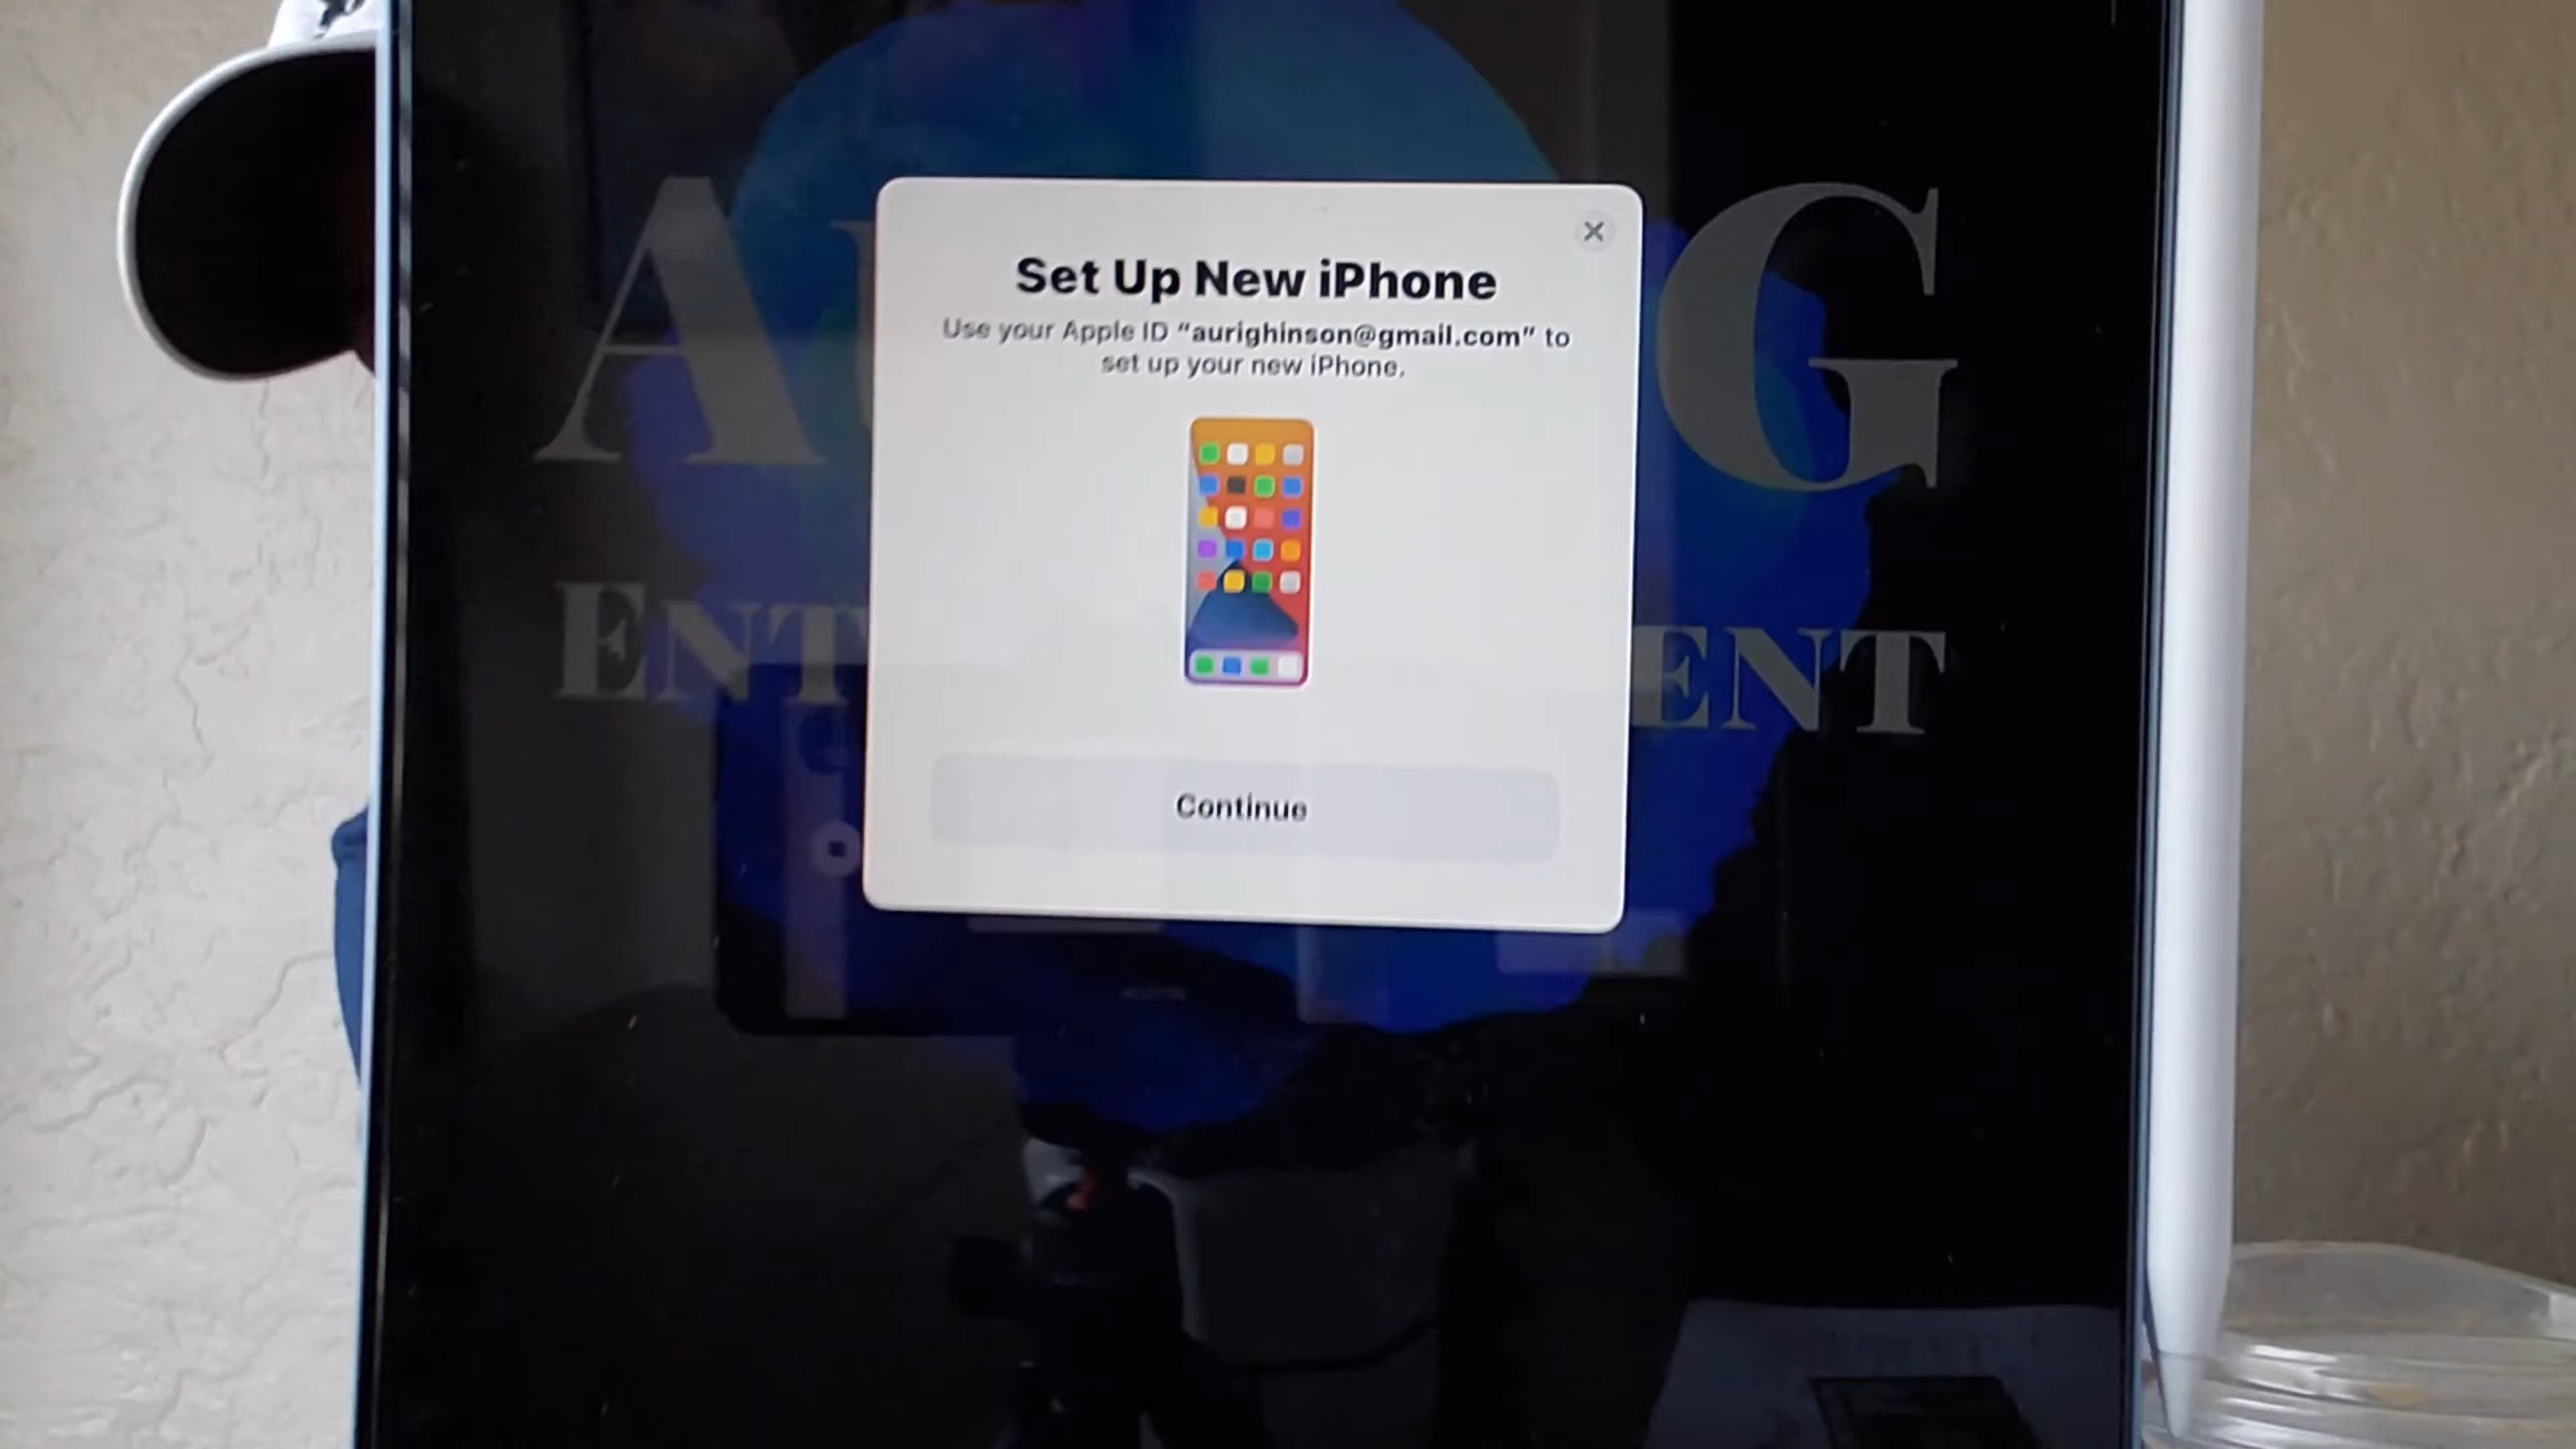 Set Up New iPhone
Use your Apple ID “aurighinson@gmail.com” to
set up your new iPhone.
Continue